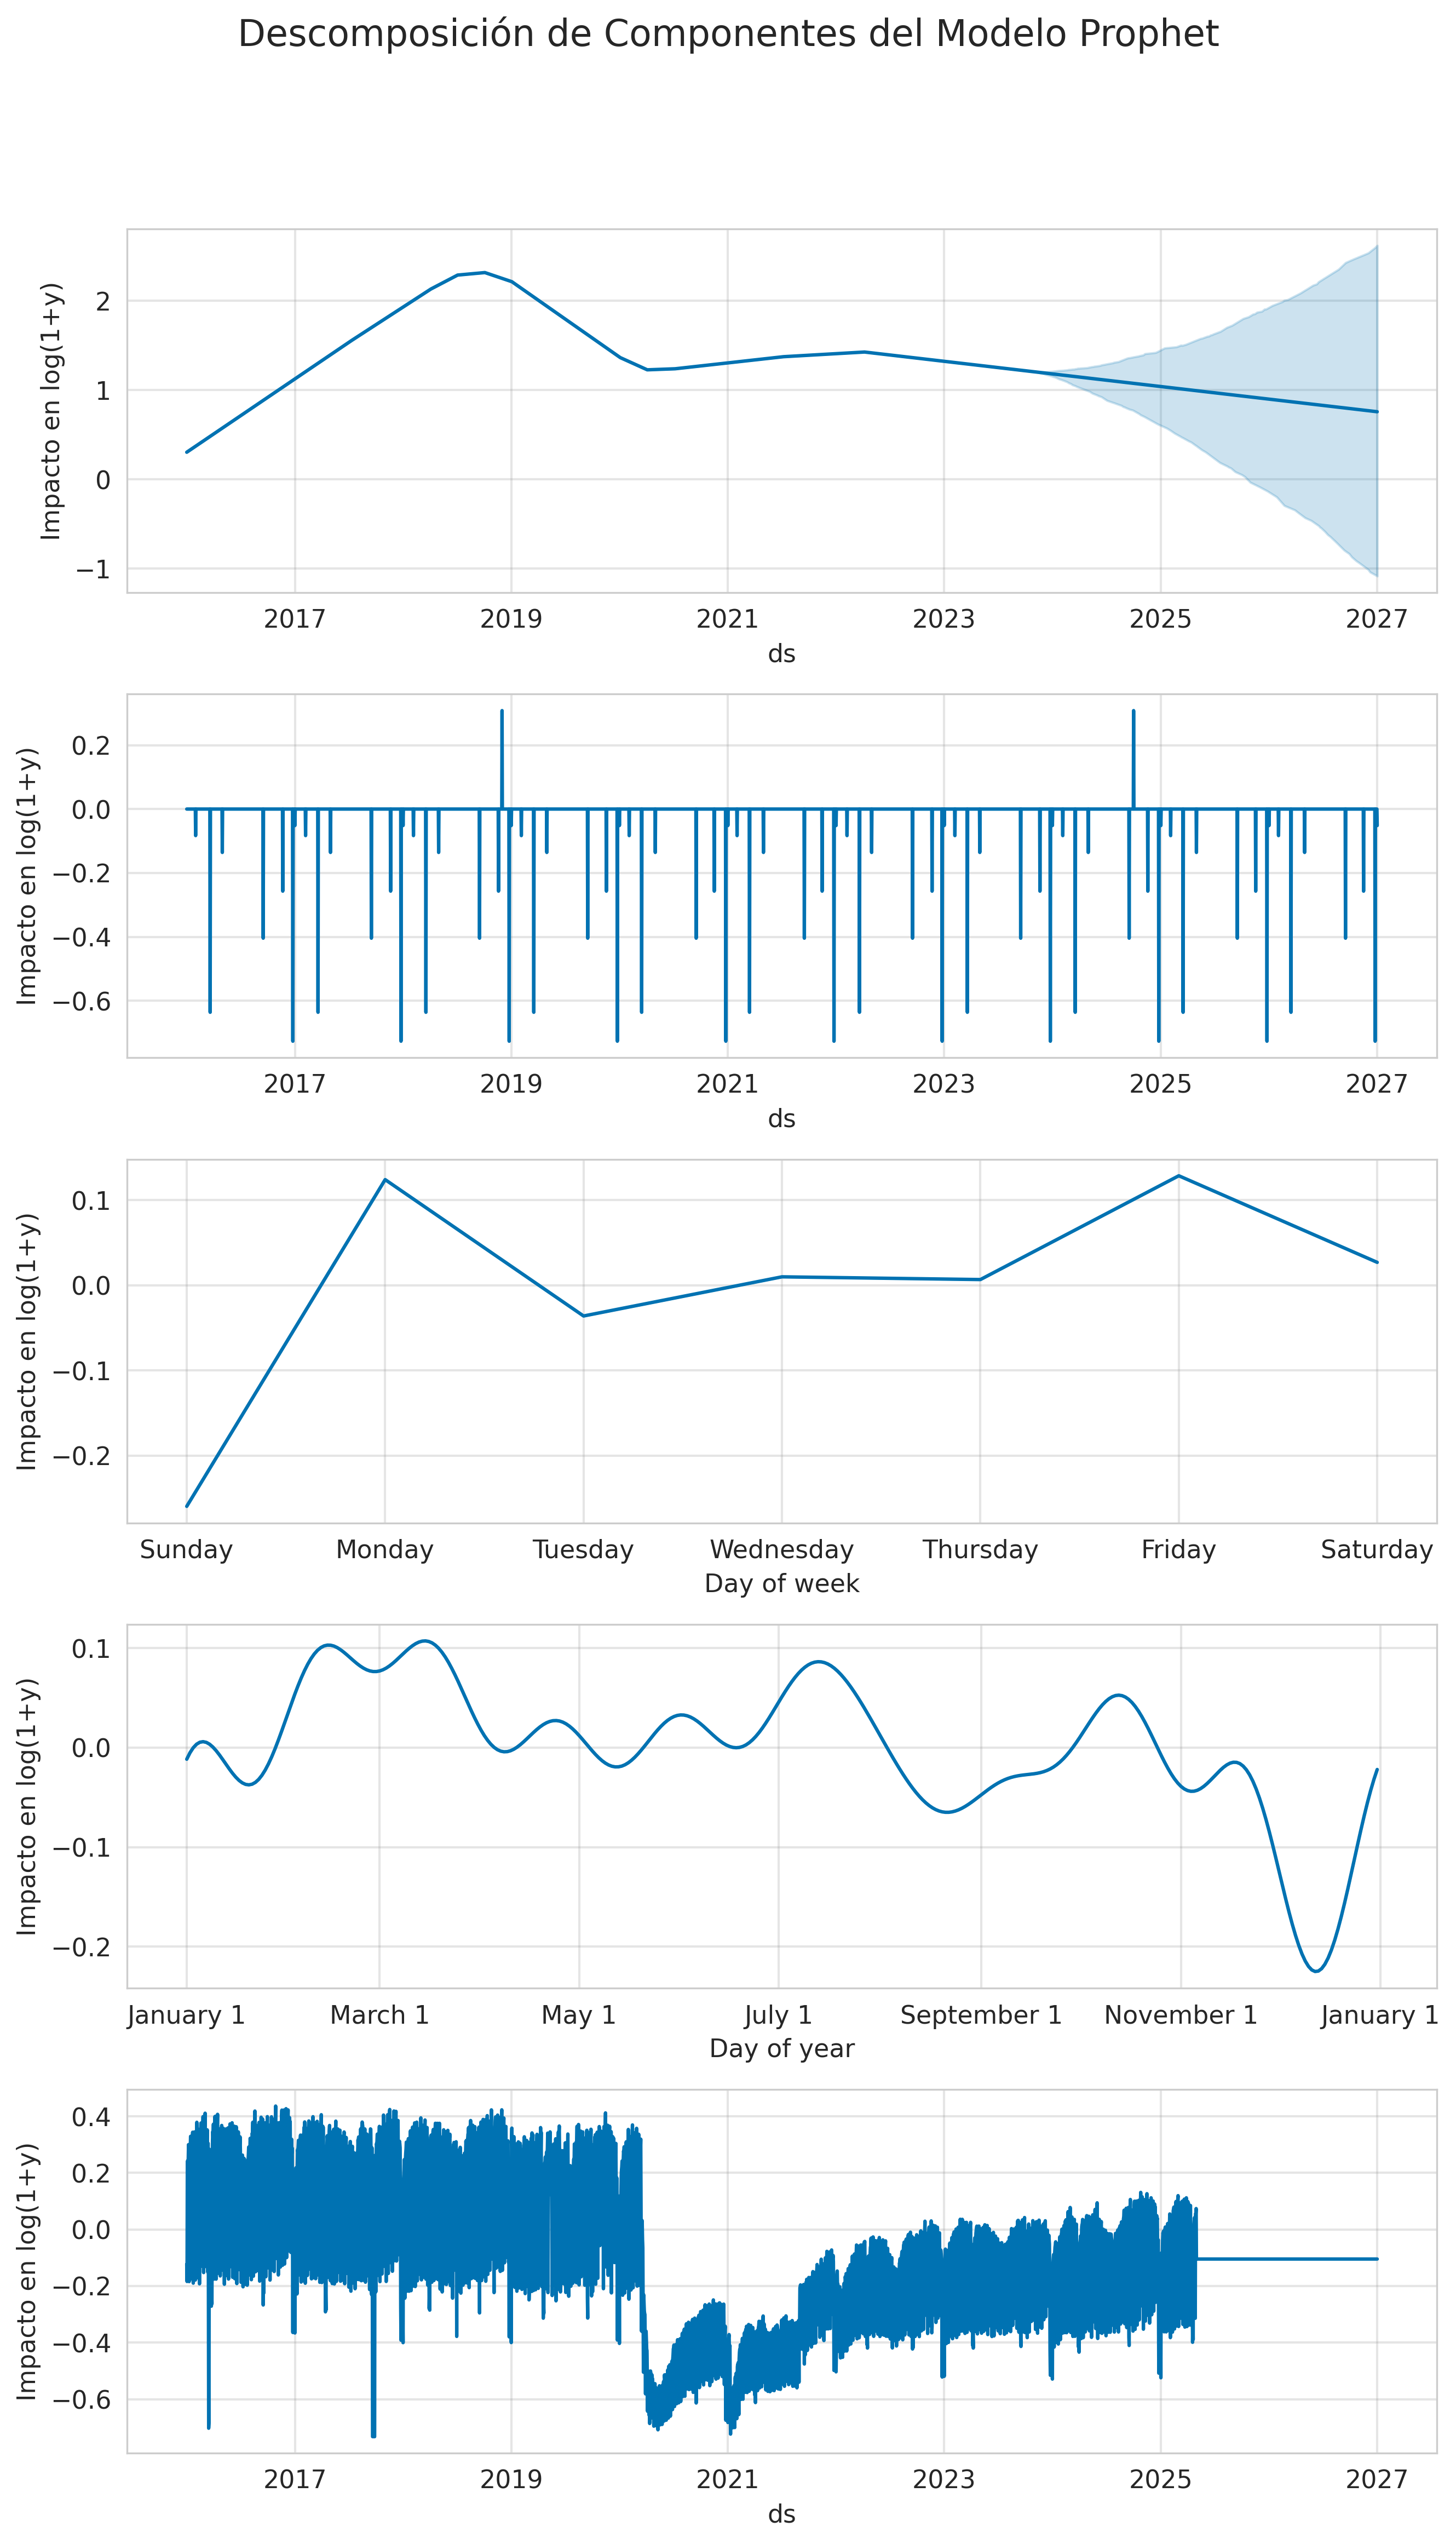 Descomposición de Componentes del Modelo Prophet
Impacto en log(1+y)
2
1
0
−1
2017 2019 2021 2023 2025 2027
ds
Impacto en log(1+y)
0.2
0.0
−0.2
−0.4
−0.6
2017 2019 2021 2023 2025 2027
ds
Impacto en log(1+y)
0.1
0.0
−0.1
−0.2
Sunday Monday Tuesday Wednesday Thursday Friday Saturday
Day of week
Impacto en log(1+y)
0.1
0.0
−0.1
−0.2
January 1 March 1 May 1 July 1 September 1 November 1 January 1
Day of year
Impacto en log(1+y)
0.4
0.2
0.0
−0.2
−0.4
−0.6
2017 2019 2021 2023 2025 2027
ds